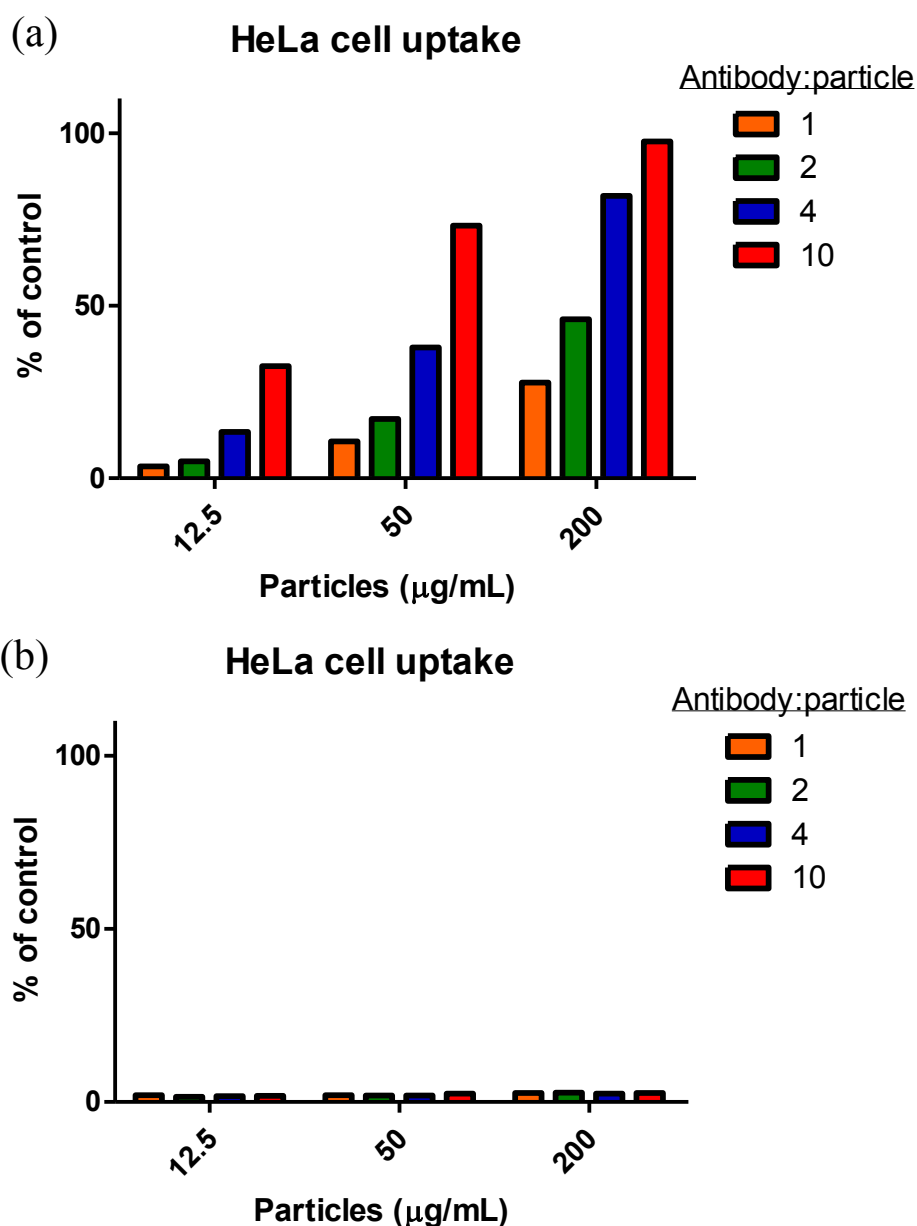 (a)
HeLa cell uptake
Antibody:particle
1
2
4
10
% of control
100
50
0
12.5
50
200
Particles (μg/mL)
(b)
HeLa cell uptake
Antibody:particle
1
2
4
10
% of control
100
50
0
12.5
50
200
Particles (μg/mL)